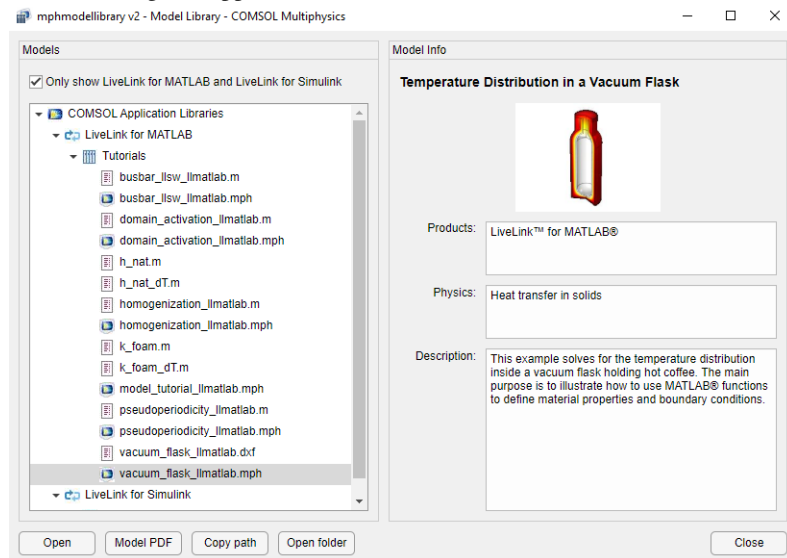 mphmodellibrary v2 - Model Library - COMSOL Multiphysics
Models
Only show LiveLink for MATLAB and LiveLink for Simulink
COMSOL Application Libraries
LiveLink for MATLAB
Tutorials
busbar_llsw_llmatlab.m
busbar_llsw_llmatlab.mph
domain_activation_llmatlab.m
domain_activation_llmatlab.mph
h_nat.m
h_nat_dT.m
homogenization_llmatlab.m
homogenization_llmatlab.mph
k_foam.m
k_foam_dT.m
model_tutorial_llmatlab.mph
pseudoperiodicity_llmatlab.m
pseudoperiodicity_llmatlab.mph
vacuum_flask_llmatlab.dxf
vacuum_flask_llmatlab.mph
LiveLink for Simulink
Open
Model PDF
Copy path
Open folder
Model Info
Temperature Distribution in a Vacuum Flask
Products:
LiveLink™ for MATLAB®
Physics:
Heat transfer in solids
Description:
This example solves for the temperature distribution
inside a vacuum flask holding hot coffee. The main
purpose is to illustrate how to use MATLAB® functions
to define material properties and boundary conditions.
Close